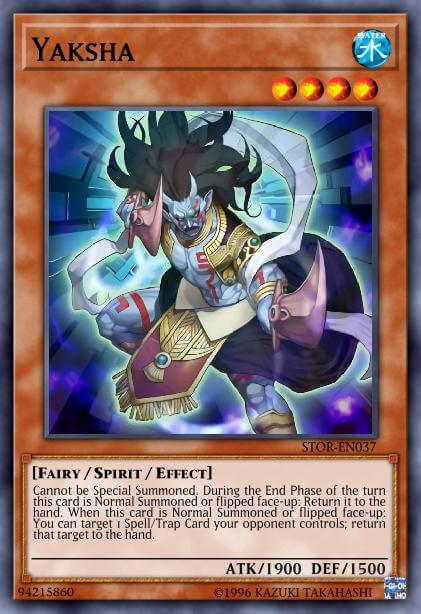 Yaksha
WATER
水
STOR-EN037
[Fairy / Spirit / Effect]
Cannot be Special Summoned. During the End Phase of the turn
this card is Normal Summoned or flipped face-up: Return it to the
hand. When this card is Normal Summoned or flipped face-up:
You can target 1 Spell/Trap Card your opponent controls; return
that target to the hand.
ATK/1900 DEF/1500
94215860
©1996 KAZUKI TAKAHASHI